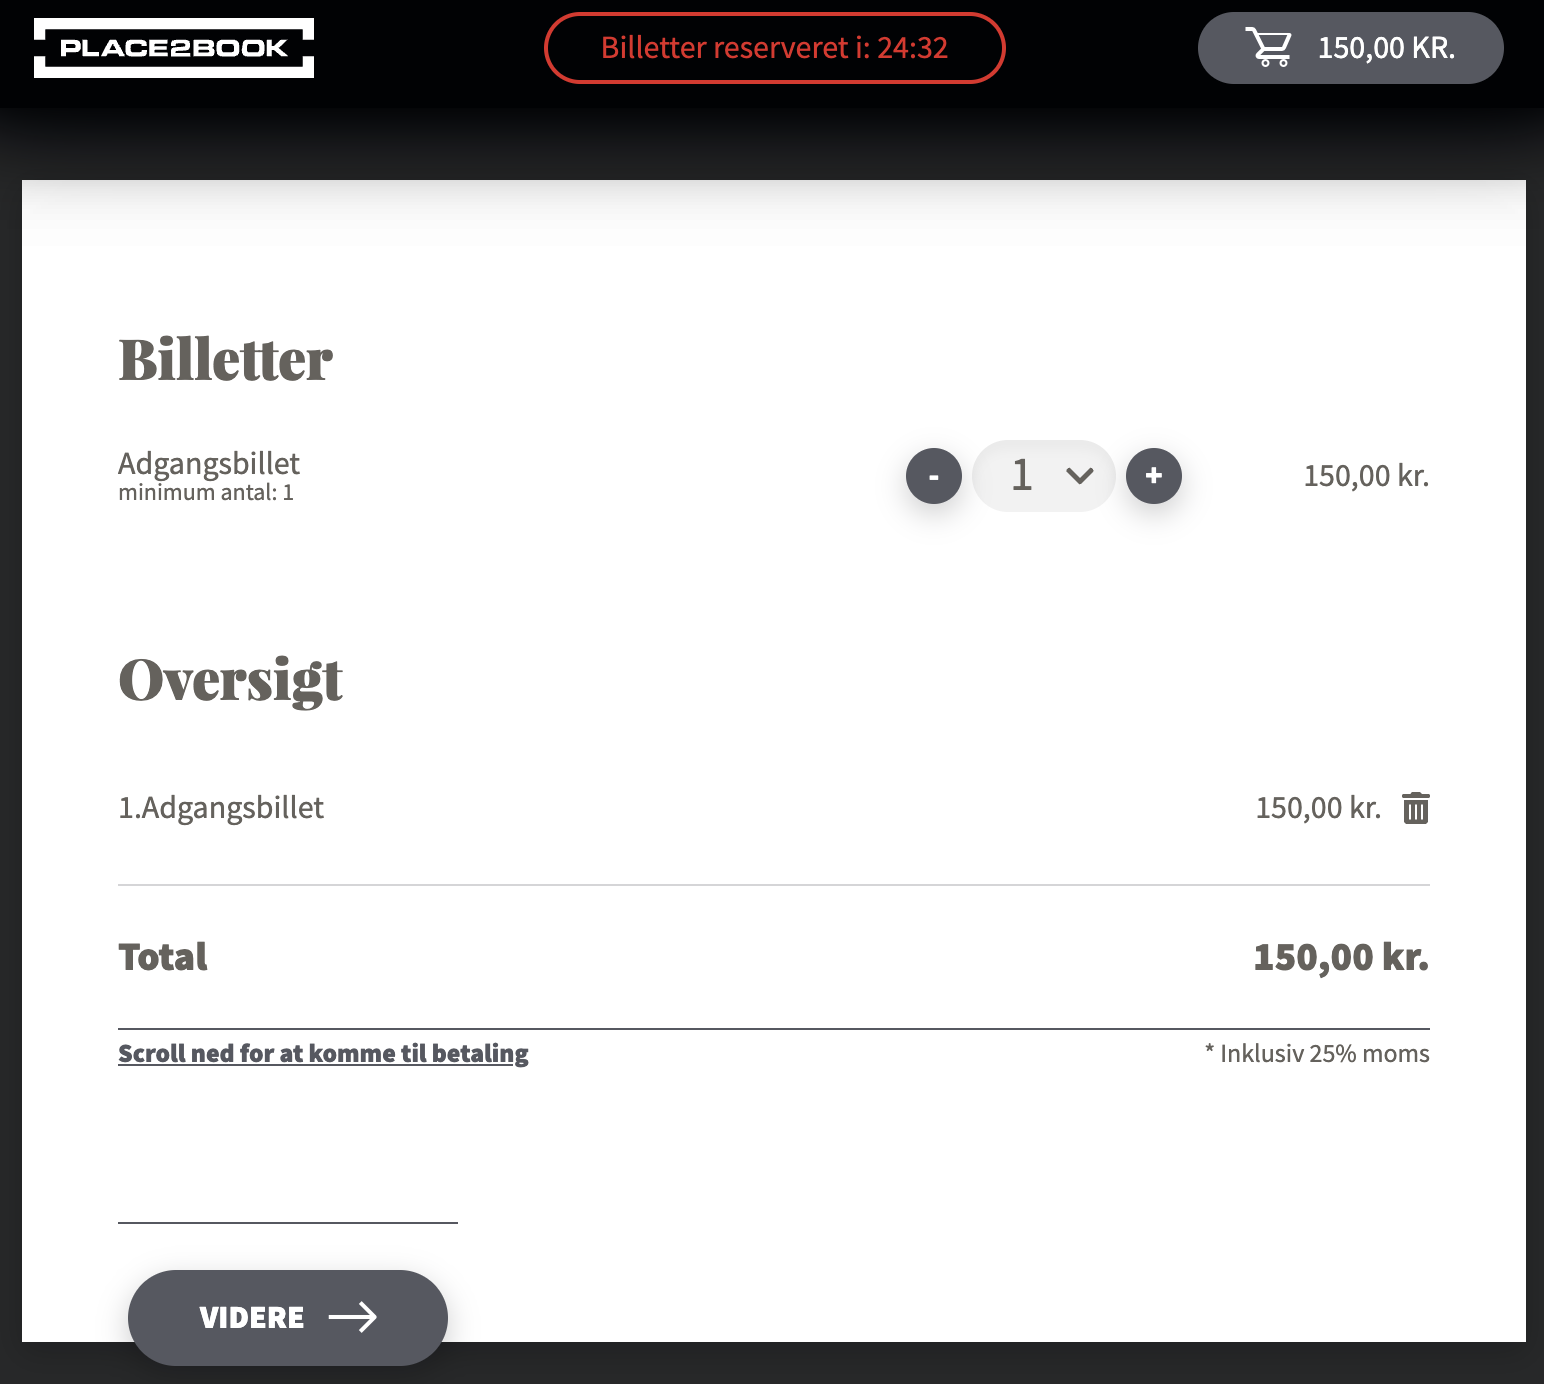 PLACE2BOOK
Billetter reserveret i: 24:32
150,00 KR.
Billetter
Adgangsbillet
minimum antal: 1
- 1 +
150,00 kr.
Oversigt
1.Adgangsbillet 150,00 kr.
Total 150,00 kr.
Scroll ned for at komme til betaling * Inklusiv 25% moms
VIDERE